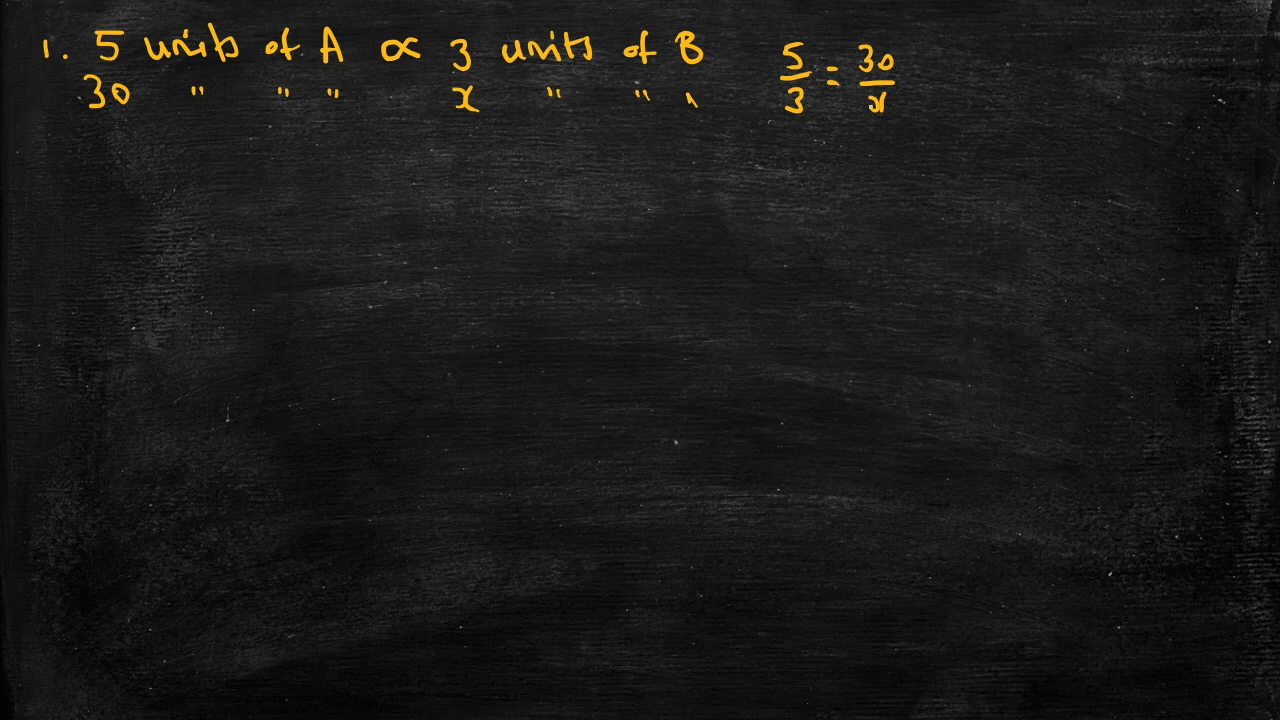 1. 5 units of A ∝ 3 units of B 5/3 = 30/x
30 " " " x " " "